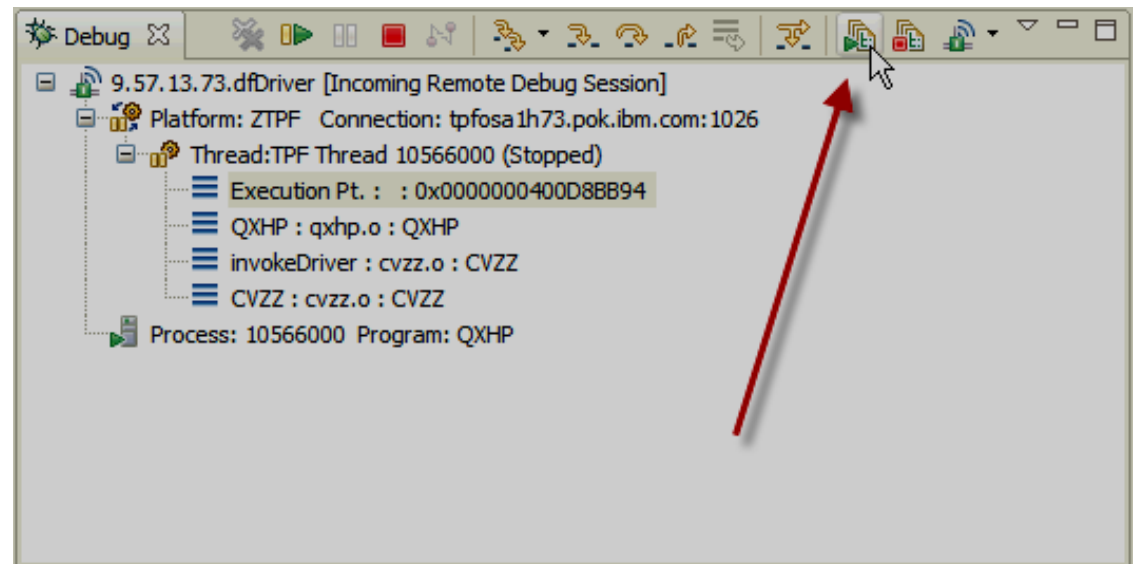 Debug
9.57.13.73.dfDriver [Incoming Remote Debug Session]
Platform: ZTPF Connection: tpfosa1h73.pok.ibm.com:1026
Thread:TPF Thread 10566000 (Stopped)
Execution Pt. : : 0x0000000400D8BB94
QXHP : qxhp.o : QXHP
invokeDriver : cvzz.o : CVZZ
CVZZ : cvzz.o : CVZZ
Process: 10566000 Program: QXHP